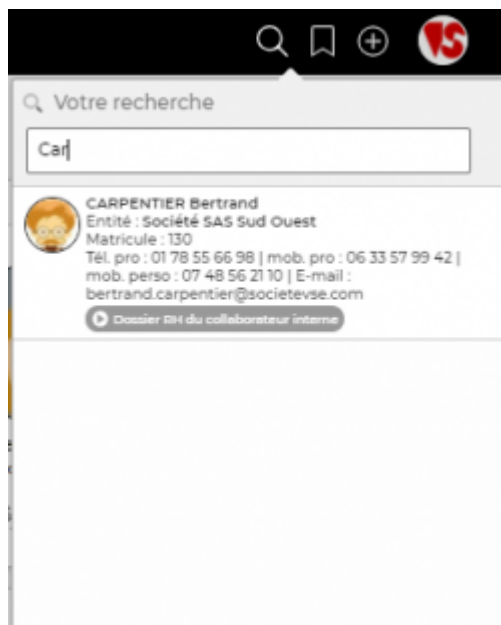 VS
Votre recherche
Car
CARPENTIER Bertrand
Entité : Société SAS Sud Ouest
Matricule : 130
Tél. pro : 01 78 55 66 98 | mob. pro : 06 33 57 99 42 |
mob. perso : 07 48 56 21 10 | E-mail :
bertrand.carpentier@societevse.com
Dossier RH du collaborateur interne